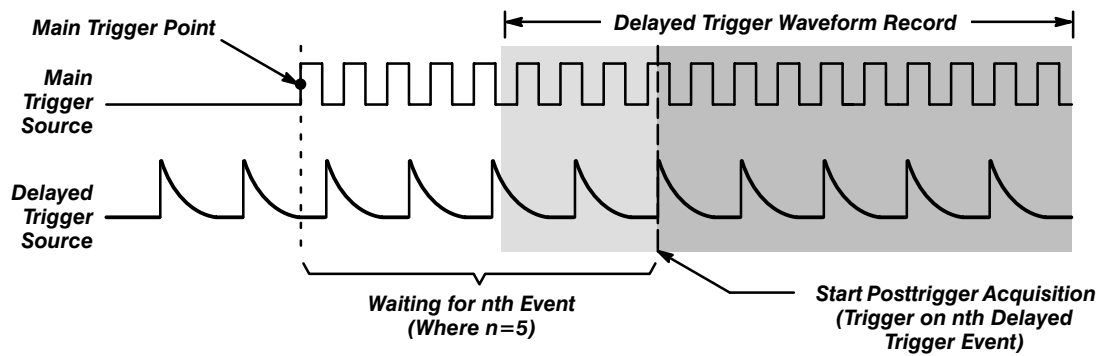 Delayed Trigger Waveform Record
Main Trigger Point
Main
Trigger
Source
Delayed
Trigger
Source
Waiting for nth Event
(Where n=5)
Start Posttrigger Acquisition
(Trigger on nth Delayed
Trigger Event)